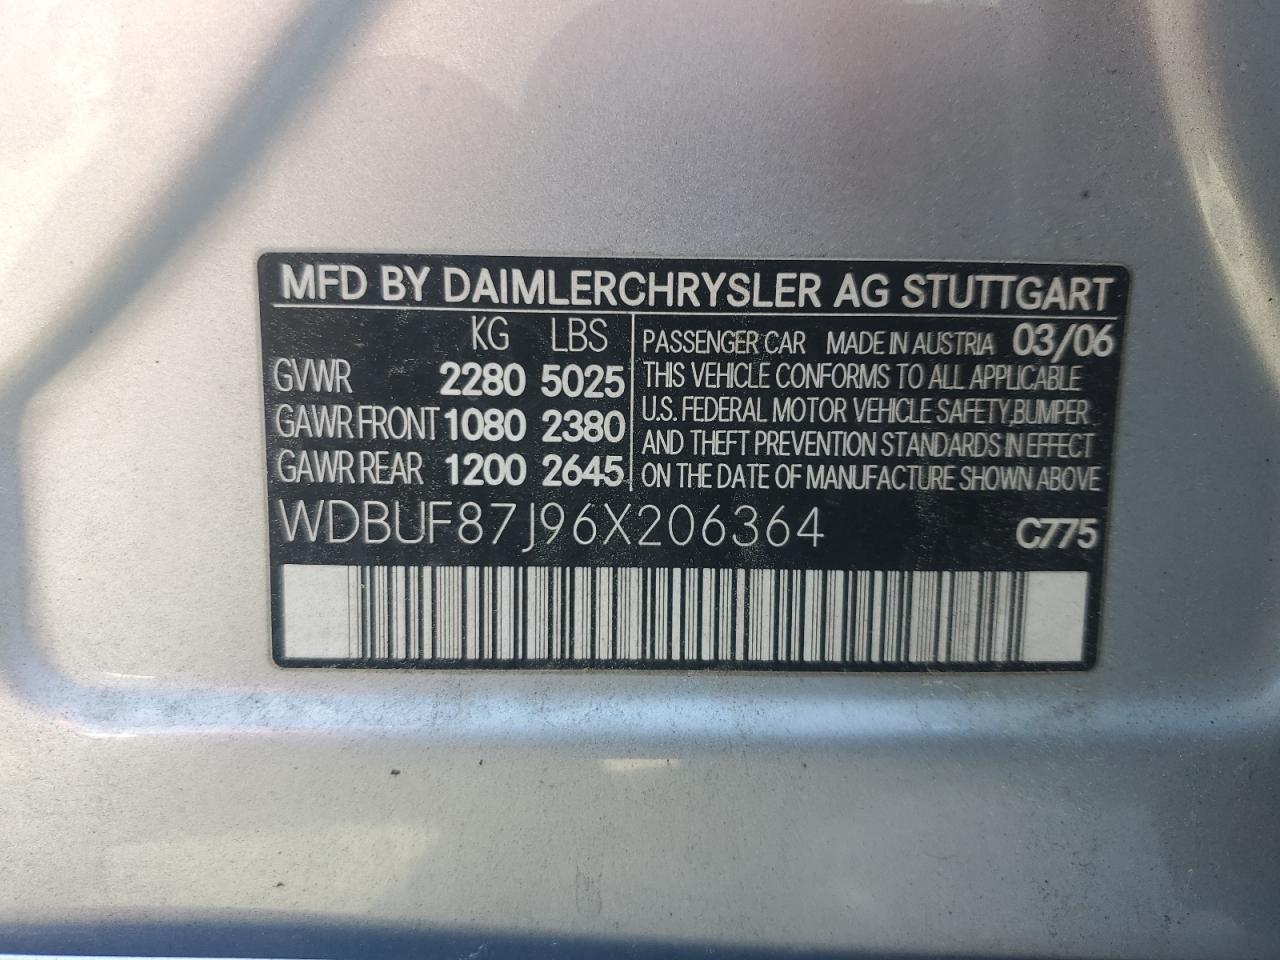 MFD BY DAIMLERCHRYSLER AG STUTTGART
KG LBS
GVWR 2280 5025
GAWR FRONT 1080 2380
GAWR REAR 1200 2645
PASSENGER CAR MADE IN AUSTRIA 03/06
THIS VEHICLE CONFORMS TO ALL APPLICABLE
U.S. FEDERAL MOTOR VEHICLE SAFETY, BUMPER
AND THEFT PREVENTION STANDARDS IN EFFECT
ON THE DATE OF MANUFACTURE SHOWN ABOVE
WDBUF87J96X206364 C775